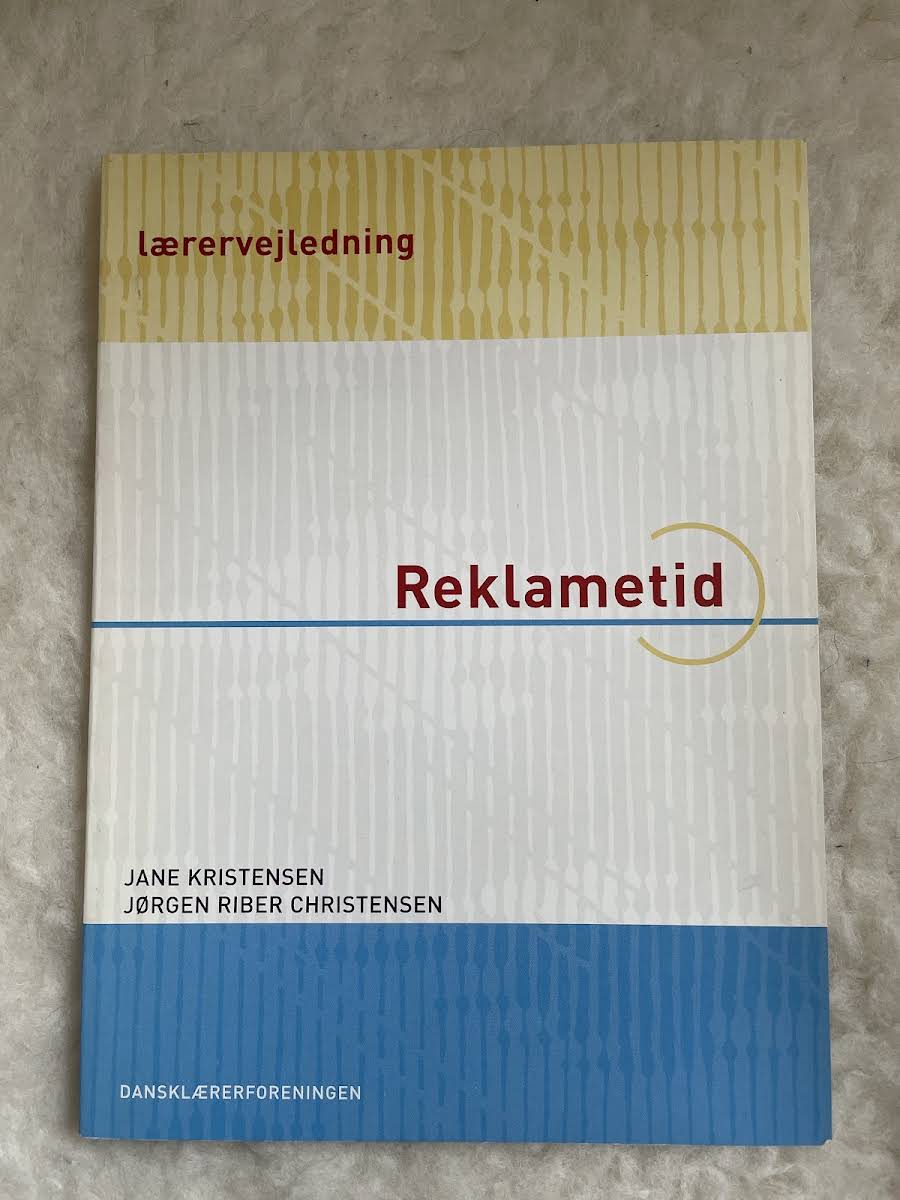 lærervejledning
Reklametid
JANE KRISTENSEN
JØRGEN RIBER CHRISTENSEN
DANSKLÆRERFORENINGEN